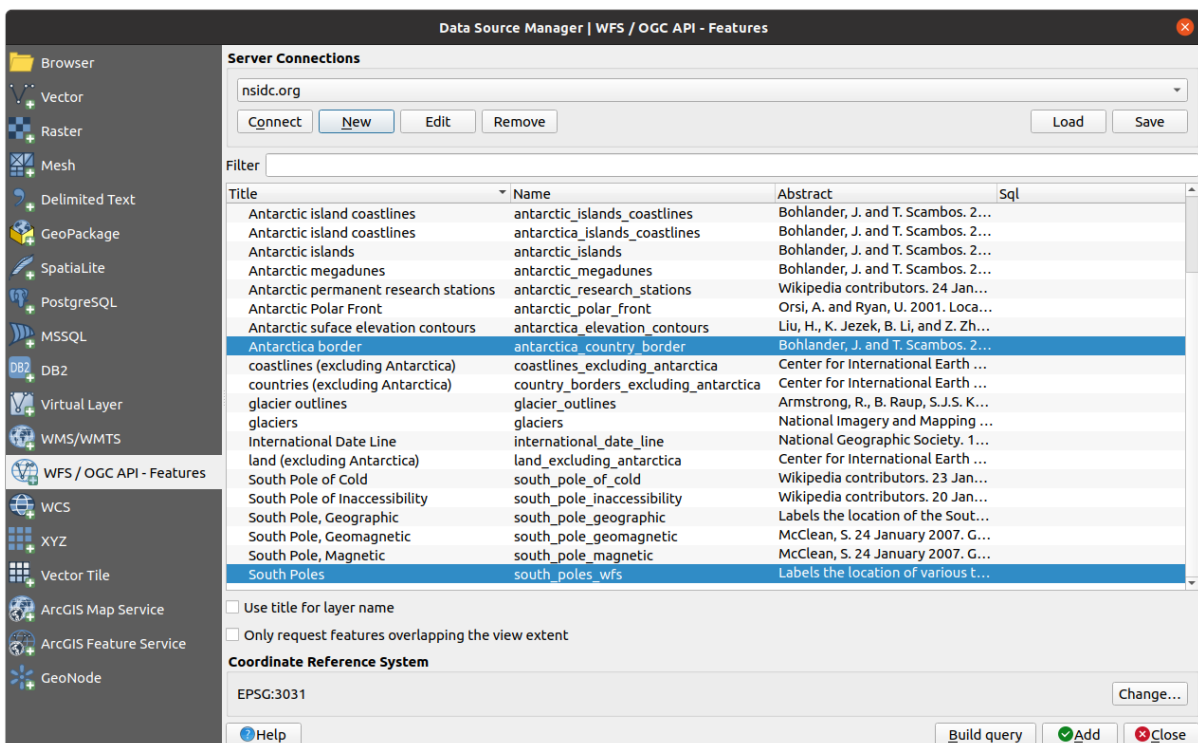 Data Source Manager | WFS / OGC API - Features
Browser
Vector
Raster
Mesh
Delimited Text
GeoPackage
SpatiaLite
PostgreSQL
MSSQL
DB2
DB2
Virtual Layer
WMS/WMTS
WFS / OGC API - Features
WCS
XYZ
Vector Tile
ArcGIS Map Service
ArcGIS Feature Service
GeoNode
Server Connections
nsidc.org
Connect New Edit Remove Load Save
Filter
Title Name Abstract Sql
Antarctic island coastlines antarctic_islands_coastlines Bohlander, J. and T. Scambos. 2...
Antarctic island coastlines antarctica_islands_coastlines Bohlander, J. and T. Scambos. 2...
Antarctic islands antarctic_islands Bohlander, J. and T. Scambos. 2...
Antarctic megadunes antarctic_megadunes Bohlander, J. and T. Scambos. 2...
Antarctic permanent research stations antarctic_research_stations Wikipedia contributors. 24 Jan...
Antarctic Polar Front antarctic_polar_front Orsi, A. and Ryan, U. 2001. Loca...
Antarctic suface elevation contours antarctica_elevation_contours Liu, H., K. Jezek, B. Li, and Z. Zh...
Antarctica border antarctica_country_border Bohlander, J. and T. Scambos. 2...
coastlines (excluding Antarctica) coastlines_excluding_antarctica Center for International Earth ...
countries (excluding Antarctica) country_borders_excluding_antarctica Center for International Earth ...
glacier outlines glacier_outlines Armstrong, R., B. Raup, S.J.S. K...
glaciers glaciers National Imagery and Mapping ...
International Date Line international_date_line National Geographic Society. 1...
land (excluding Antarctica) land_excluding_antarctica Center for International Earth ...
South Pole of Cold south_pole_of_cold Wikipedia contributors. 23 Jan...
South Pole of Inaccessibility south_pole_inaccessibility Wikipedia contributors. 20 Jan...
South Pole, Geographic south_pole_geographic Labels the location of the Sout...
South Pole, Geomagnetic south_pole_geomagnetic McClean, S. 24 January 2007. G...
South Pole, Magnetic south_pole_magnetic McClean, S. 24 January 2007. G...
South Poles south_poles_wfs Labels the location of various t...
Use title for layer name
Only request features overlapping the view extent
Coordinate Reference System
EPSG:3031 Change...
Help Build query Add Close